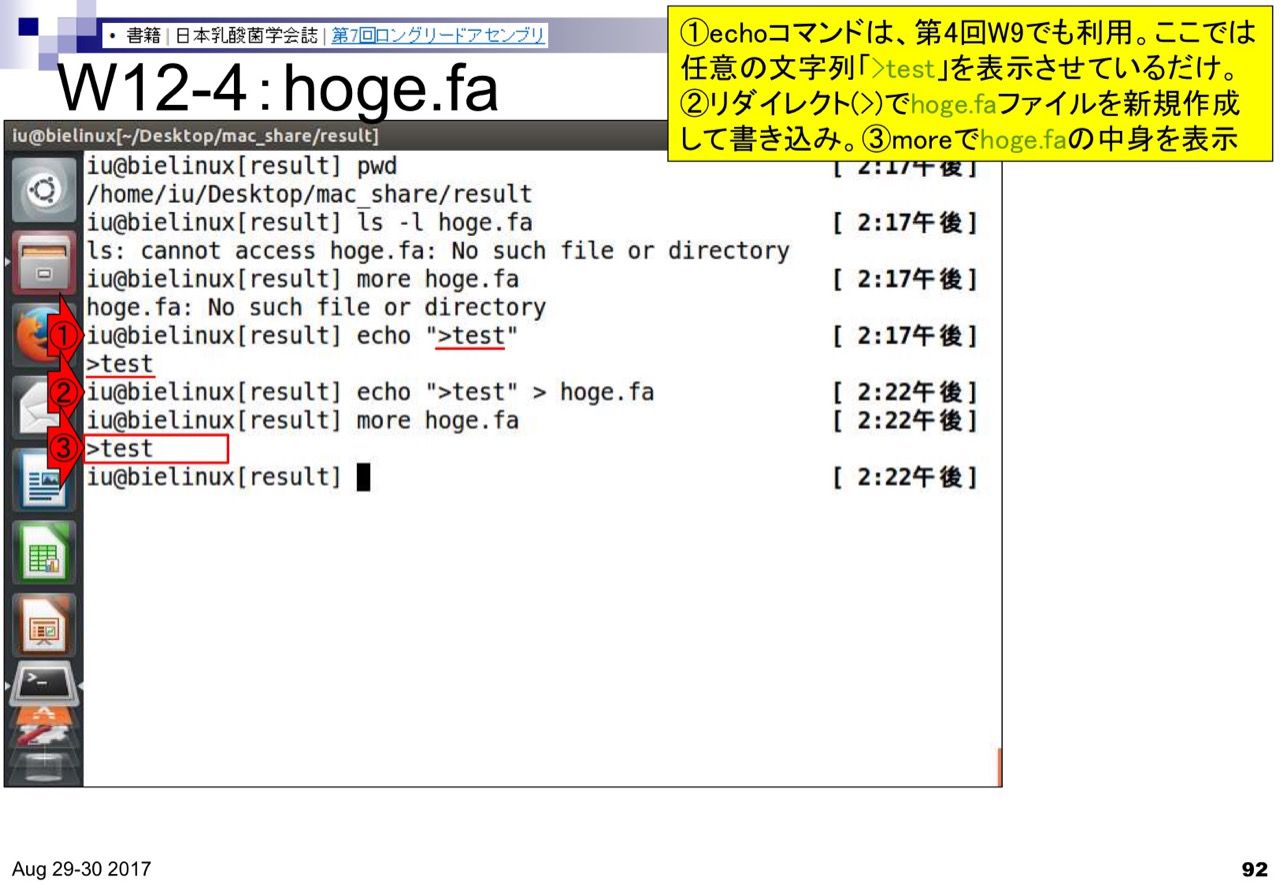 • 書籍 | 日本乳酸菌学会誌 | 第7回ロングリードアセンブリ
W12-4：hoge.fa
①echoコマンドは、第4回W9でも利用。ここでは
任意の文字列「>test」を表示させているだけ。
②リダイレクト(>)でhoge.faファイルを新規作成
して書き込み。③moreでhoge.faの中身を表示
iu@bielinux[~/Desktop/mac_share/result]
iu@bielinux[result] pwd [ 2:17午後]
/home/iu/Desktop/mac_share/result
iu@bielinux[result] ls -l hoge.fa [ 2:17午後]
ls: cannot access hoge.fa: No such file or directory
iu@bielinux[result] more hoge.fa [ 2:17午後]
hoge.fa: No such file or directory
① iu@bielinux[result] echo ">test" [ 2:17午後]
>test
② iu@bielinux[result] echo ">test" > hoge.fa [ 2:22午後]
iu@bielinux[result] more hoge.fa [ 2:22午後]
③ >test
iu@bielinux[result] [ 2:22午後]
Aug 29-30 2017
92